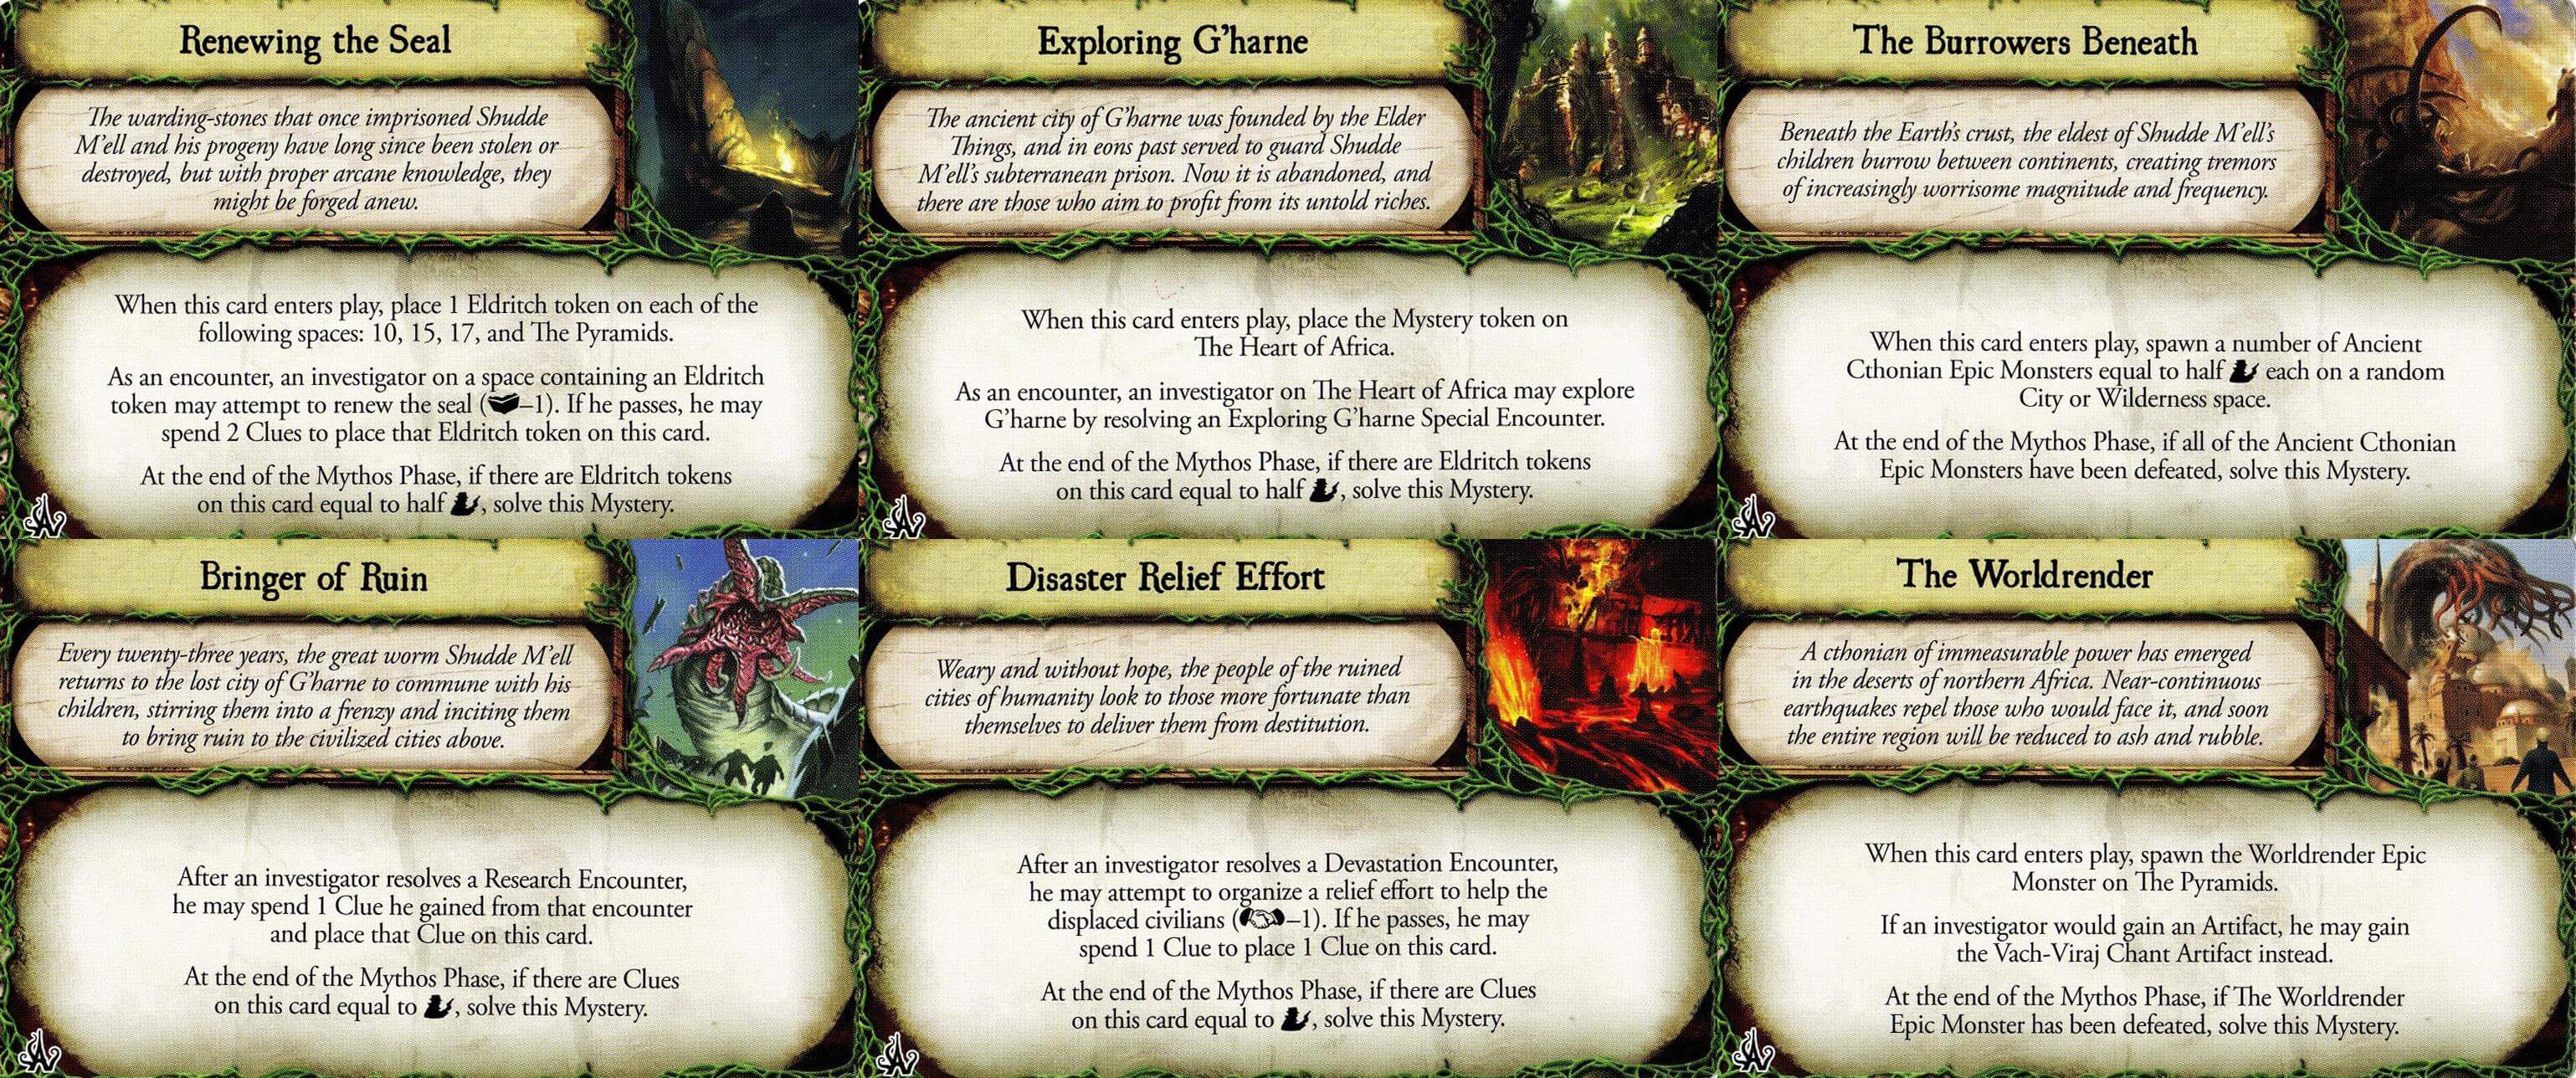 Renewing the Seal
The warding-stones that once imprisoned Shudde
M'ell and his progeny have long since been stolen or
destroyed, but with proper arcane knowledge, they
might be forged anew.
When this card enters play, place 1 Eldritch token on each of the
following spaces: 10, 15, 17, and The Pyramids.
As an encounter, an investigator on a space containing an Eldritch
token may attempt to renew the seal (–1). If he passes, he may
spend 2 Clues to place that Eldritch token on this card.
At the end of the Mythos Phase, if there are Eldritch tokens
on this card equal to half , solve this Mystery.
Exploring G'harne
The ancient city of G'harne was founded by the Elder
Things, and in eons past served to guard Shudde
M'ell's subterranean prison. Now it is abandoned, and
there are those who aim to profit from its untold riches.
When this card enters play, place the Mystery token on
The Heart of Africa.
As an encounter, an investigator on The Heart of Africa may explore
G'harne by resolving an Exploring G'harne Special Encounter.
At the end of the Mythos Phase, if there are Eldritch tokens
on this card equal to half , solve this Mystery.
The Burrowers Beneath
Beneath the Earth's crust, the eldest of Shudde M'ell's
children burrow between continents, creating tremors
of increasingly worrisome magnitude and frequency.
When this card enters play, spawn a number of Ancient
Cthonian Epic Monsters equal to half each on a random
City or Wilderness space.
At the end of the Mythos Phase, if all of the Ancient Cthonian
Epic Monsters have been defeated, solve this Mystery.
Bringer of Ruin
Every twenty-three years, the great worm Shudde M'ell
returns to the lost city of G'harne to commune with his
children, stirring them into a frenzy and inciting them
to bring ruin to the civilized cities above.
After an investigator resolves a Research Encounter,
he may spend 1 Clue he gained from that encounter
and place that Clue on this card.
At the end of the Mythos Phase, if there are Clues
on this card equal to , solve this Mystery.
Disaster Relief Effort
Weary and without hope, the people of the ruined
cities of humanity look to those more fortunate than
themselves to deliver them from destitution.
After an investigator resolves a Devastation Encounter,
he may attempt to organize a relief effort to help the
displaced civilians (–1). If he passes, he may
spend 1 Clue to place 1 Clue on this card.
At the end of the Mythos Phase, if there are Clues
on this card equal to , solve this Mystery.
The Worldrender
A cthonian of immeasurable power has emerged
in the deserts of northern Africa. Near-continuous
earthquakes repel those who would face it, and soon
the entire region will be reduced to ash and rubble.
When this card enters play, spawn the Worldrender Epic
Monster on The Pyramids.
If an investigator would gain an Artifact, he may gain
the Vach-Viraj Chant Artifact instead.
At the end of the Mythos Phase, if The Worldrender
Epic Monster has been defeated, solve this Mystery.